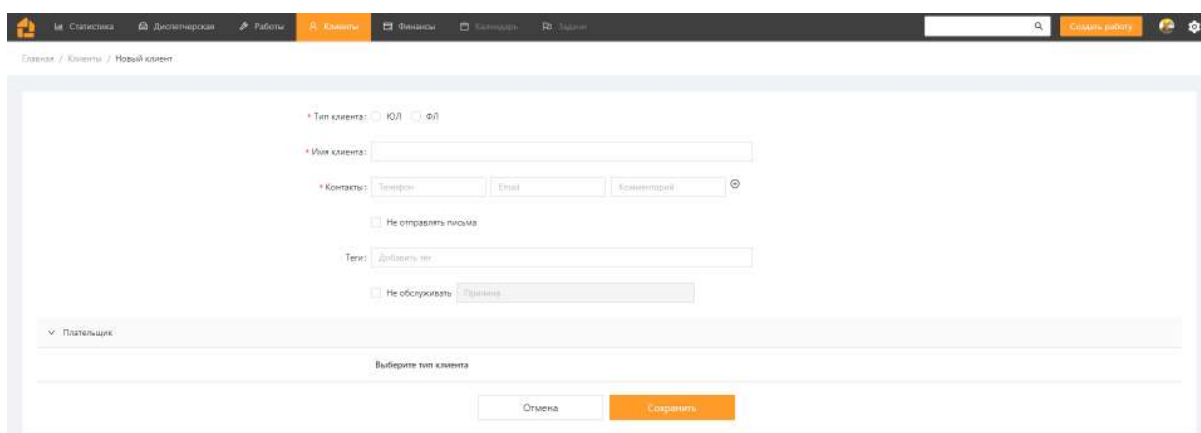 Статистика Диспетчерская Работы Клиенты Финансы Календарь Задачи Создать работу
Главная / Клиенты / Новый клиент
* Тип клиента: ЮЛ ФЛ
* Имя клиента:
* Контакты: Телефон Email Комментарий
Не отправлять письма
Теги: Добавить тег
Не обслуживать Причина
Плательщик
Выберите тип клиента
Отмена Сохранить